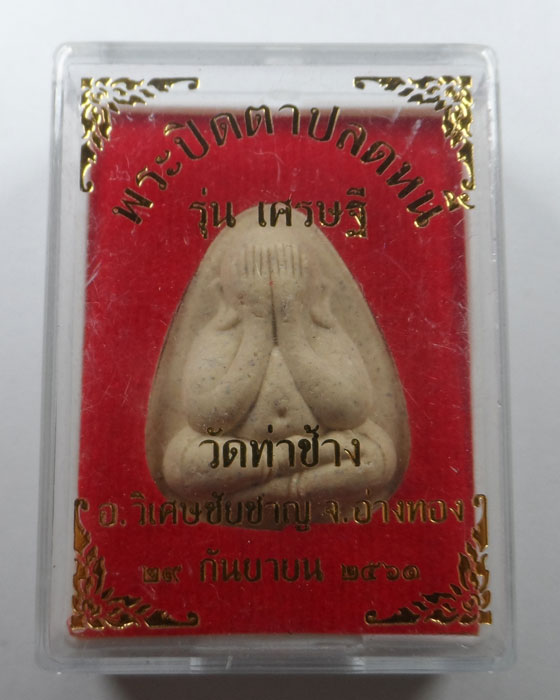 พระปิดตาปลดหนี้
รุ่น เศรษฐี
วัดท่าช้าง
อ.วิเศษชัยชาญ จ.อ่างทอง
๒๙ กันยายน ๒๕๖๑